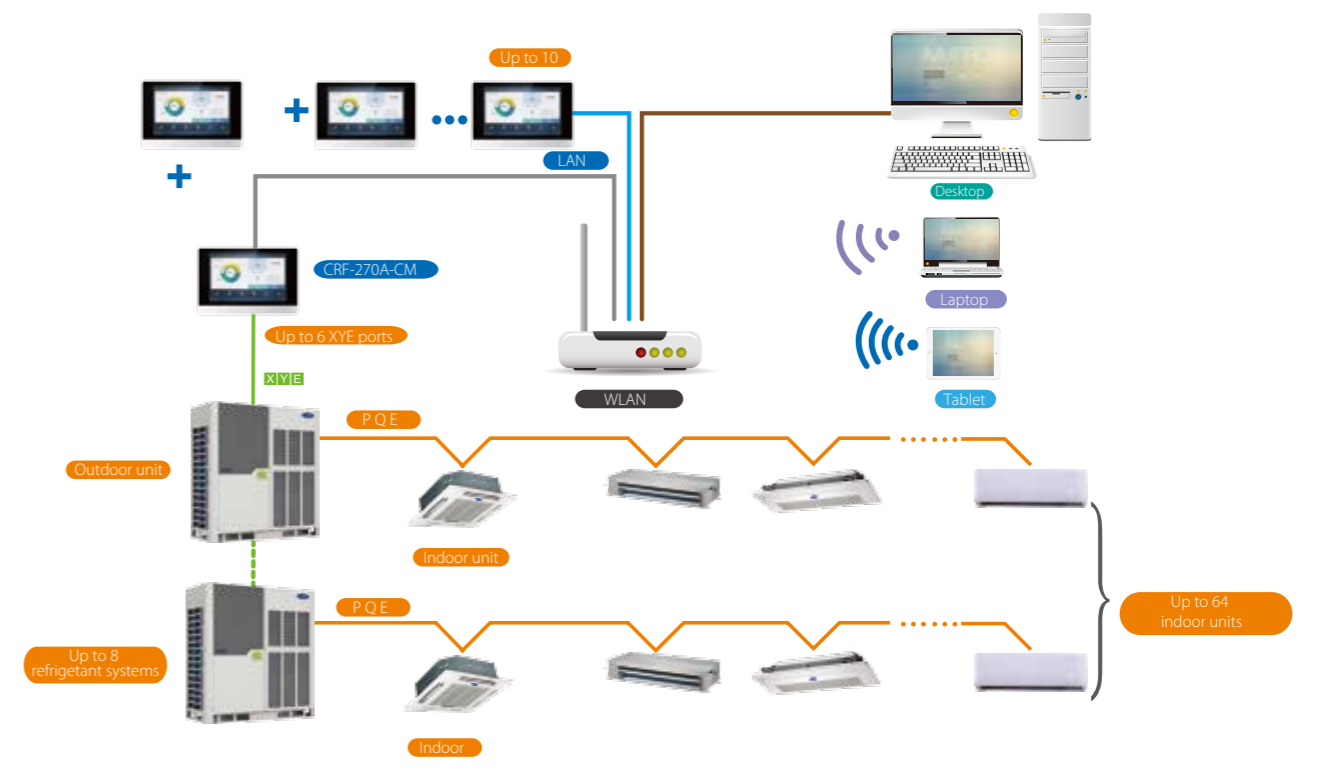 Up to 10
LAN
Desktop
CRF-270A-CM
Laptop
Up to 6 XYE ports
X Y E
WLAN
Tablet
P Q E
Outdoor unit
Indoor unit
P Q E
Up to 64
indoor units
Up to 8
refrigetant systems
Indoor